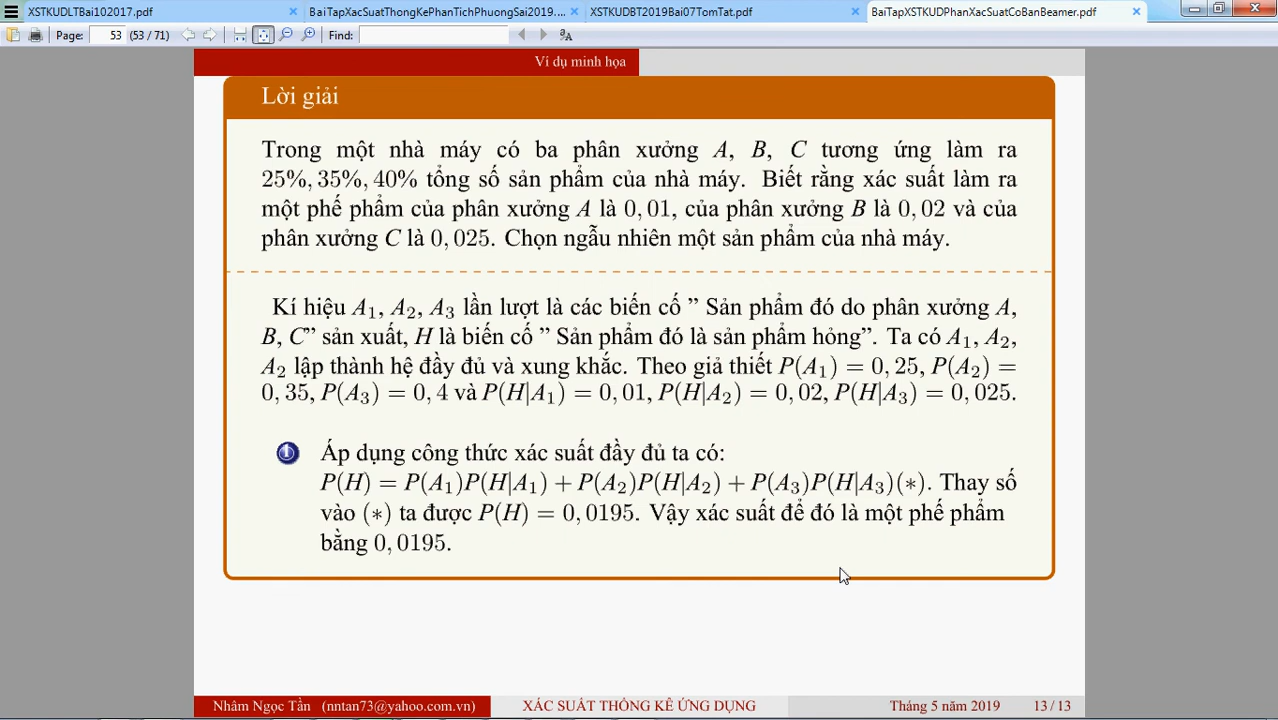 XSTKUDLTBai102017.pdf
BaiTapXacSuatThongKePhanTichPhuongSai2019....
XSTKUDBT2019Bai07TomTat.pdf
BaiTapXSTKUDPhanXacSuatCoBanBeamer.pdf
Page: 53 (53 / 71) Find:
Ví dụ minh họa
Lời giải
Trong một nhà máy có ba phân xưởng A, B, C tương ứng làm ra
25%, 35%, 40% tổng số sản phẩm của nhà máy. Biết rằng xác suất làm ra
một phế phẩm của phân xưởng A là 0, 01, của phân xưởng B là 0, 02 và của
phân xưởng C là 0, 025. Chọn ngẫu nhiên một sản phẩm của nhà máy.
Kí hiệu A₁, A₂, A₃ lần lượt là các biến cố ” Sản phẩm đó do phân xưởng A,
B, C” sản xuất, H là biến cố ” Sản phẩm đó là sản phẩm hỏng”. Ta có A₁, A₂,
A₂ lập thành hệ đầy đủ và xung khắc. Theo giả thiết P(A₁) = 0, 25, P(A₂) =
0, 35, P(A₃) = 0, 4 và P(H|A₁) = 0, 01, P(H|A₂) = 0, 02, P(H|A₃) = 0, 025.
1 Áp dụng công thức xác suất đầy đủ ta có:
P(H) = P(A₁)P(H|A₁) + P(A₂)P(H|A₂) + P(A₃)P(H|A₃)(∗). Thay số
vào (∗) ta được P(H) = 0, 0195. Vậy xác suất để đó là một phế phẩm
bằng 0, 0195.
Nhâm Ngọc Tần (nntan73@yahoo.com.vn) XÁC SUẤT THỐNG KÊ ỨNG DỤNG Tháng 5 năm 2019 13 / 13